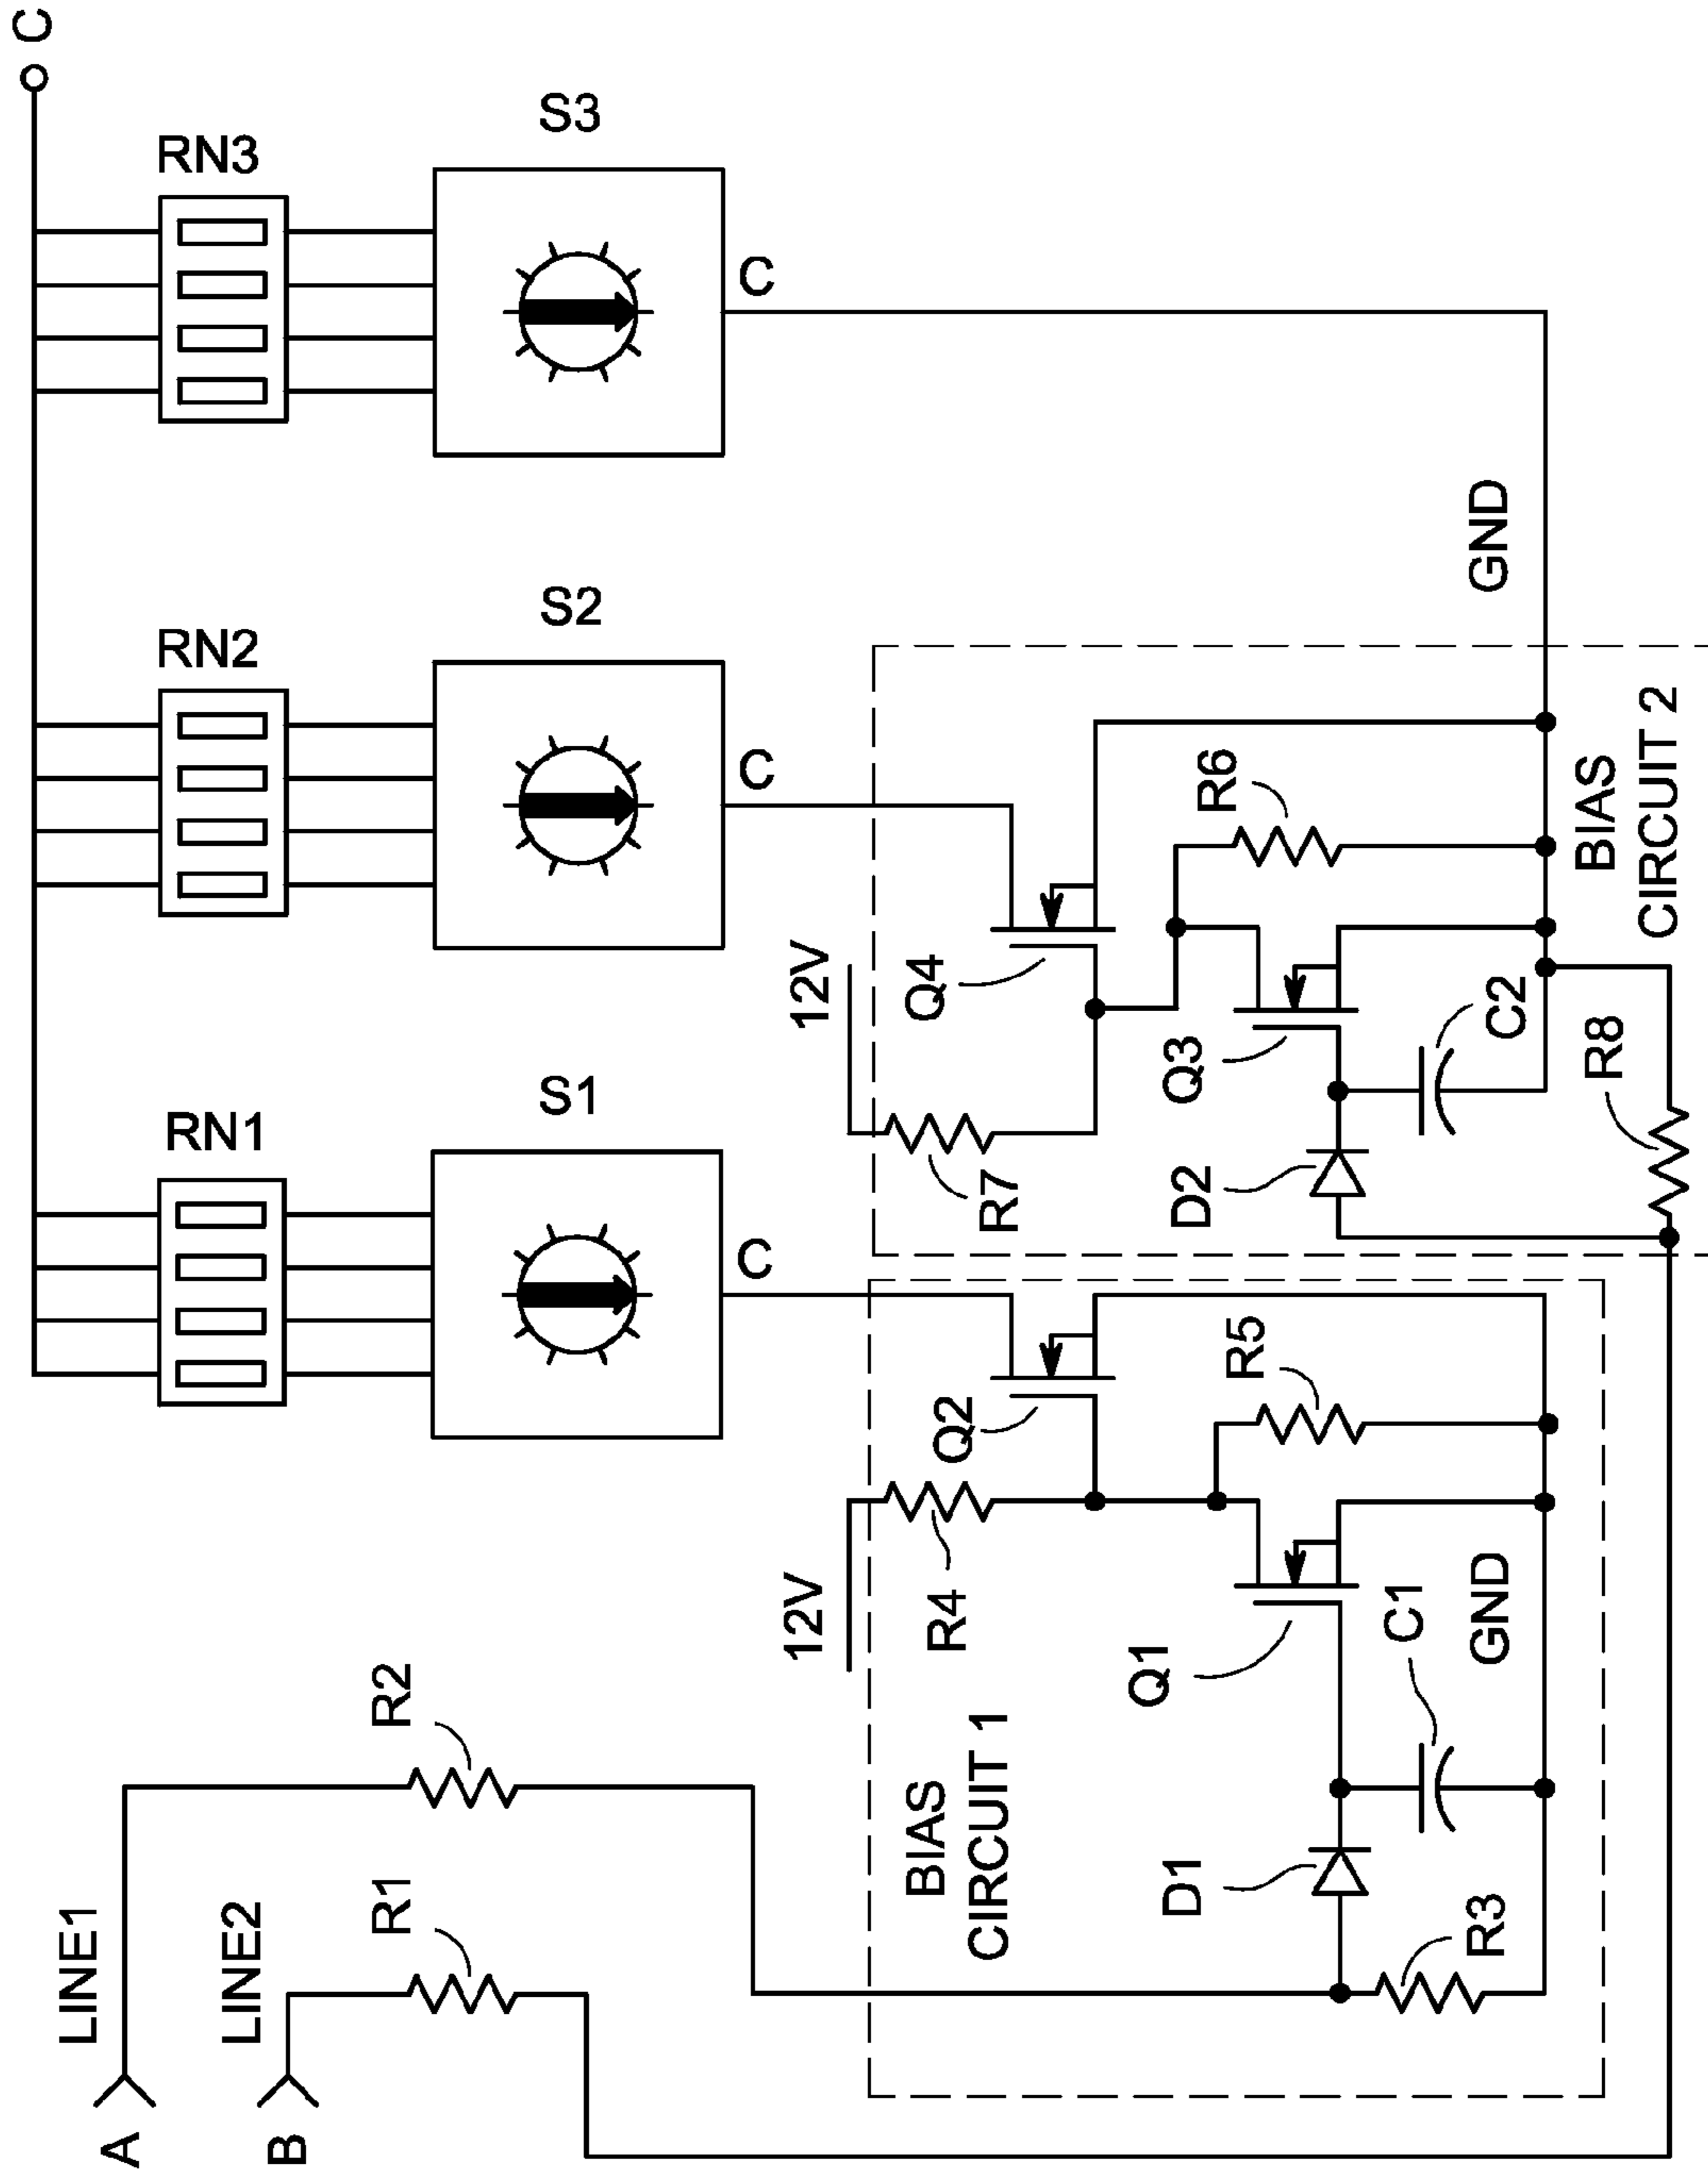 C
RN3
S3
C
RN2
S2
C
RN1
S1
C
GND
12V
Q4
R6
R7
Q3
C2
D2
R8
BIAS
CIRCUIT 2
12V
Q2
R5
R4
Q1
C1
GND
D1
R3
BIAS
CIRCUIT 1
R2
R1
LINE1
LINE2
A
B